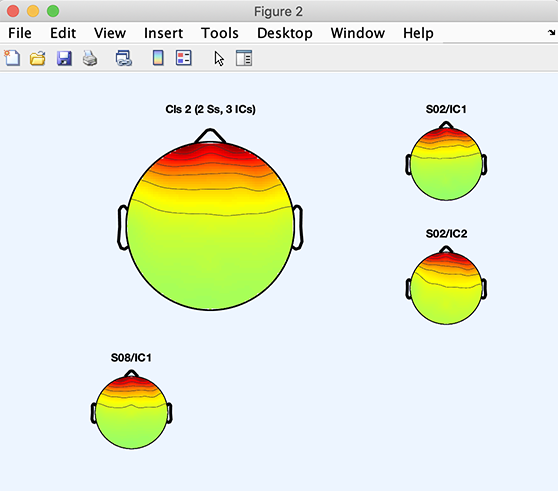 Figure 2
File Edit View Insert Tools Desktop Window Help
Cls 2 (2 Ss, 3 ICs)
S02/IC1
S02/IC2
S08/IC1